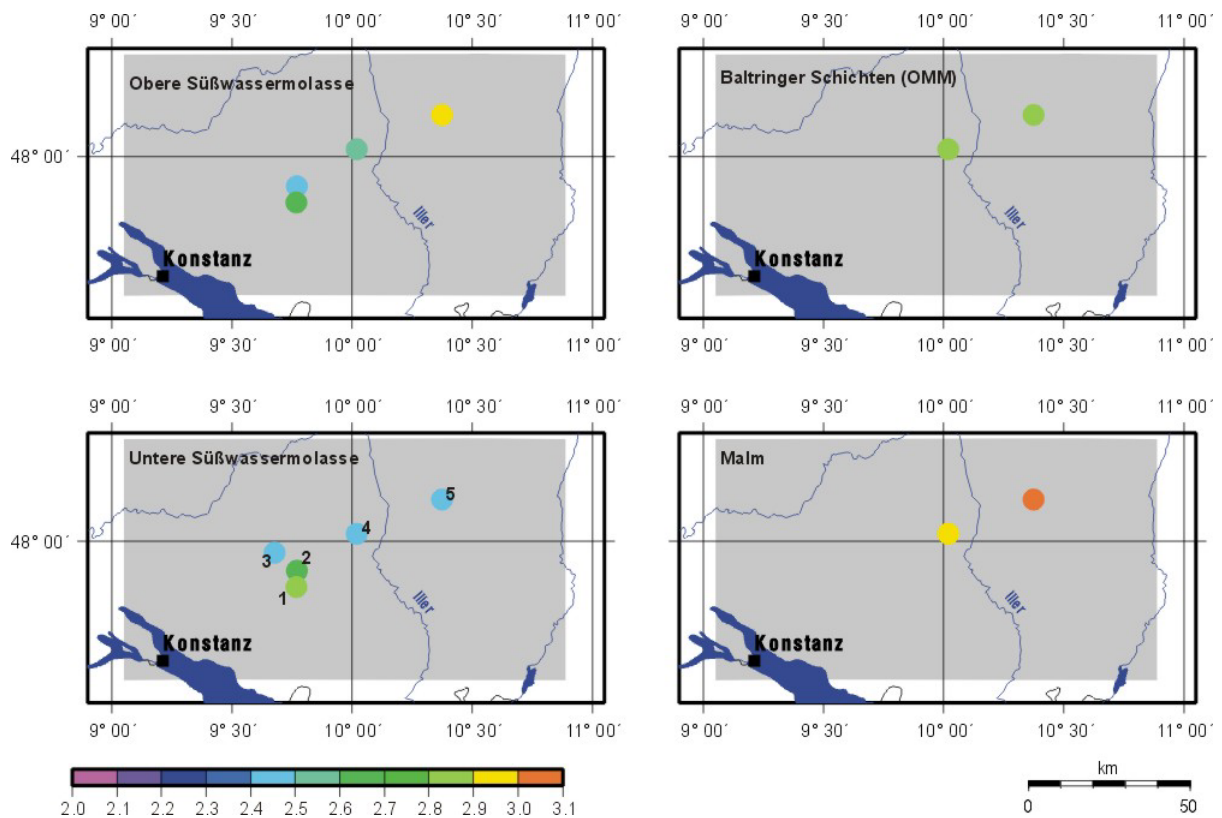 9° 00´ 9° 30´ 10° 00´ 10° 30´ 11° 00´
9° 00´ 9° 30´ 10° 00´ 10° 30´ 11° 00´
Obere Süßwassermolasse
Baltringer Schichten (OMM)
48° 00´
Iller
Iller
Konstanz
Konstanz
9° 00´ 9° 30´ 10° 00´ 10° 30´ 11° 00´
9° 00´ 9° 30´ 10° 00´ 10° 30´ 11° 00´
9° 00´ 9° 30´ 10° 00´ 10° 30´ 11° 00´
9° 00´ 9° 30´ 10° 00´ 10° 30´ 11° 00´
Untere Süßwassermolasse
Malm
5
4
48° 00´
3
2
1
Iller
Iller
Konstanz
Konstanz
9° 00´ 9° 30´ 10° 00´ 10° 30´ 11° 00´
9° 00´ 9° 30´ 10° 00´ 10° 30´ 11° 00´
km
2.0 2.1 2.2 2.3 2.4 2.5 2.6 2.7 2.8 2.9 3.0 3.1
0 50